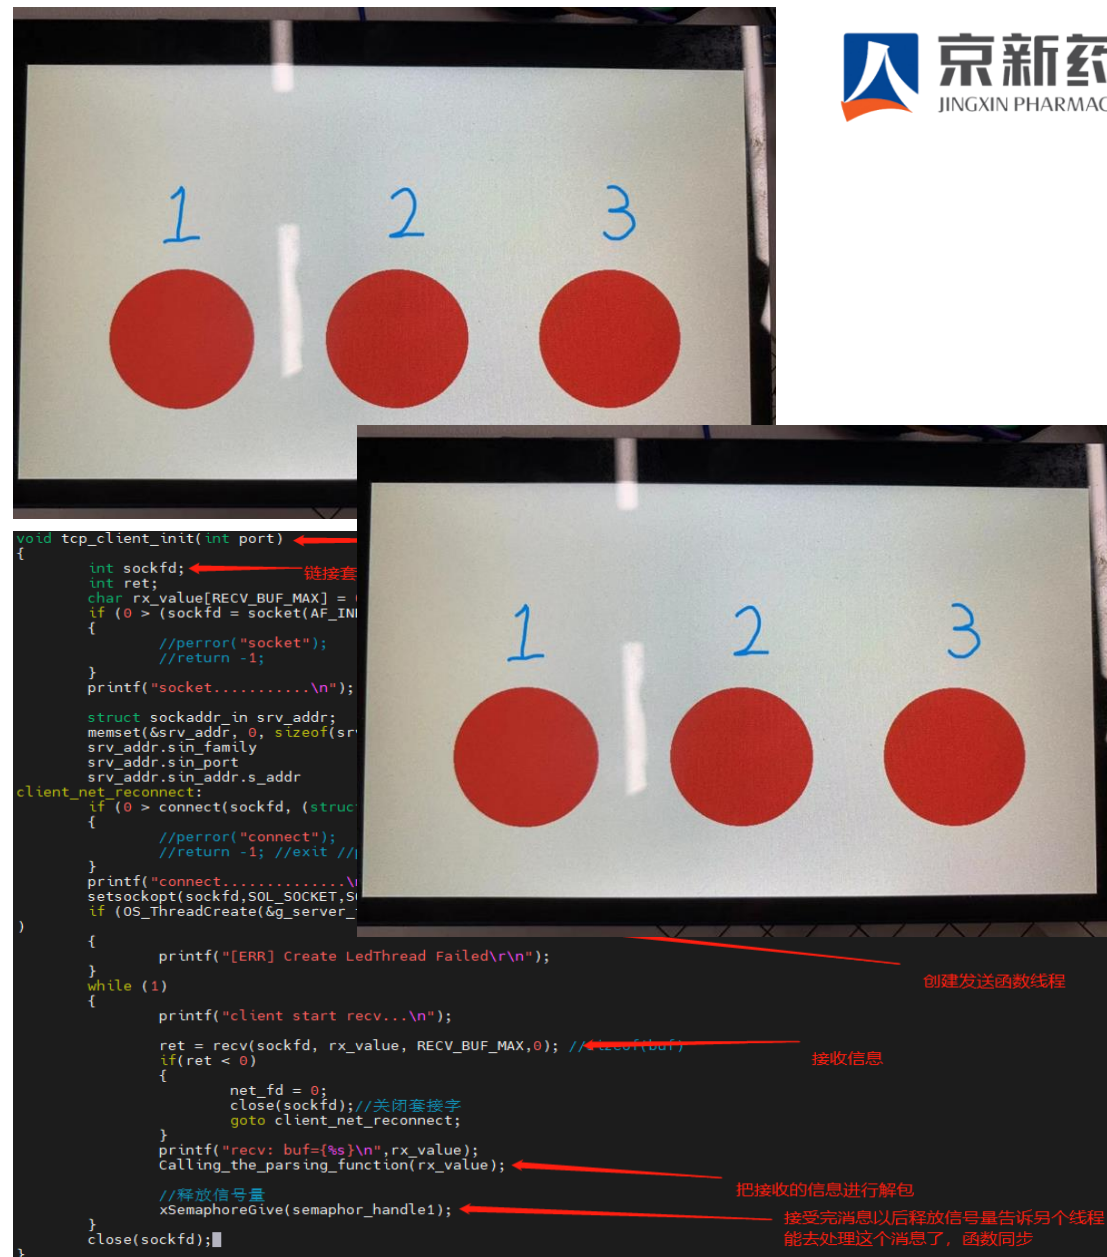 京新药
JINGXIN PHARMAC
1 2 3
1 2 3
void tcp_client_init(int port)
{
int sockfd;
链接套
int ret;
char rx_value[RECV_BUF_MAX] =
if (0 > (sockfd = socket(AF_IN
{
//perror("socket");
//return -1;
}
printf("socket...........\n");
struct sockaddr_in srv_addr;
memset(&srv_addr, 0, sizeof(sr
srv_addr.sin_family
srv_addr.sin_port
srv_addr.sin_addr.s_addr
client_net_reconnect:
if (0 > connect(sockfd, (struc
{
//perror("connect");
//return -1; //exit //
}
printf("connect..............\
setsockopt(sockfd,SOL_SOCKET,S
if (OS_ThreadCreate(&g_server_
)
{
printf("[ERR] Create LedThread Failed\r\n");
}
创建发送函数线程
while (1)
{
printf("client start recv...\n");
ret = recv(sockfd, rx_value, RECV_BUF_MAX,0); //sizeof(buf)
接收信息
if(ret < 0)
{
net_fd = 0;
close(sockfd);//关闭套接字
goto client_net_reconnect;
}
printf("recv: buf={%s}\n",rx_value);
Calling_the_parsing_function(rx_value);
把接收的信息进行解包
//释放信号量
xSemaphoreGive(semaphor_handle1);
接受完消息以后释放信号量告诉另个线程
能去处理这个消息了，函数同步
}
close(sockfd);
}